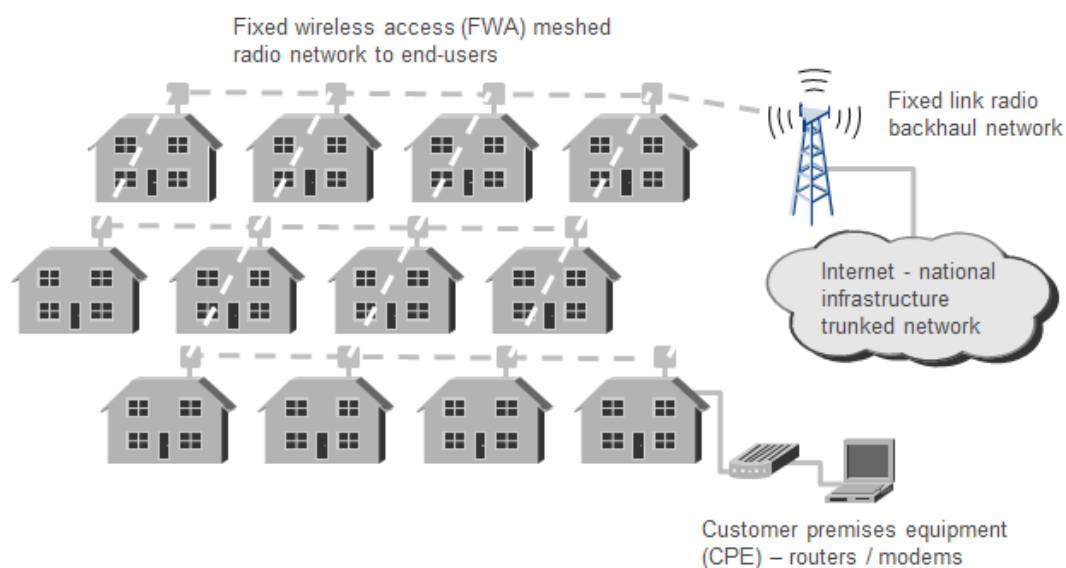 Fixed wireless access (FWA) meshed
radio network to end-users
Fixed link radio
backhaul network
Internet - national
infrastructure
trunked network
Customer premises equipment
(CPE) – routers / modems